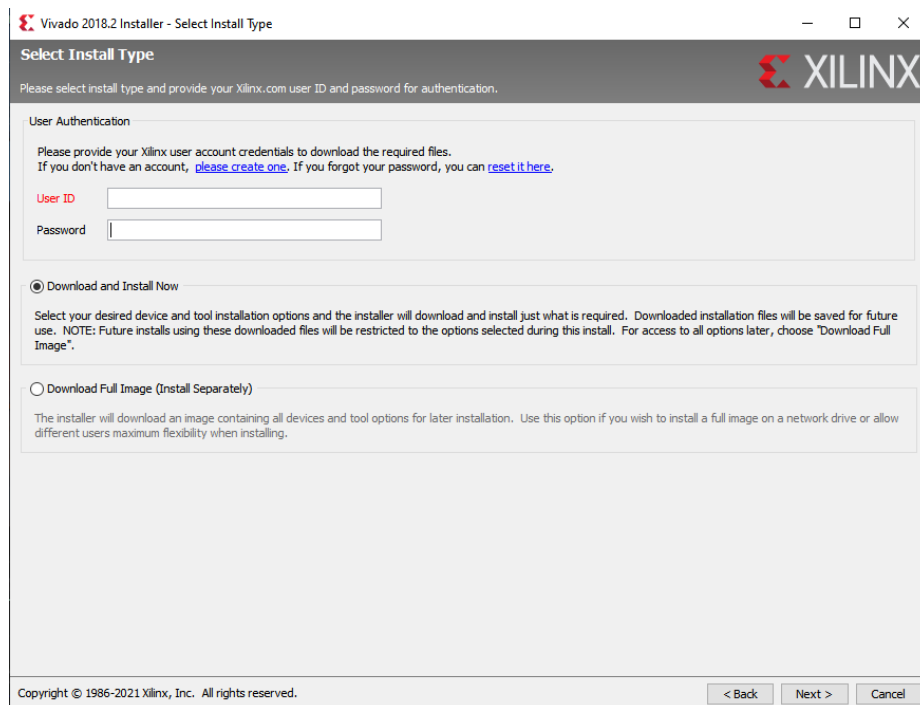 Vivado 2018.2 Installer - Select Install Type
Select Install Type
XILINX
Please select install type and provide your Xilinx.com user ID and password for authentication.
User Authentication
Please provide your Xilinx user account credentials to download the required files.
If you don't have an account, please create one. If you forgot your password, you can reset it here.
User ID
Password
Download and Install Now
Select your desired device and tool installation options and the installer will download and install just what is required.  Downloaded installation files will be saved for future
use.  NOTE: Future installs using these downloaded files will be restricted to the options selected during this install.  For access to all options later, choose "Download Full
Image".
Download Full Image (Install Separately)
The installer will download an image containing all devices and tool options for later installation.  Use this option if you wish to install a full image on a network drive or allow
different users maximum flexibility when installing.
Copyright © 1986-2021 Xilinx, Inc.  All rights reserved.
< Back
Next >
Cancel